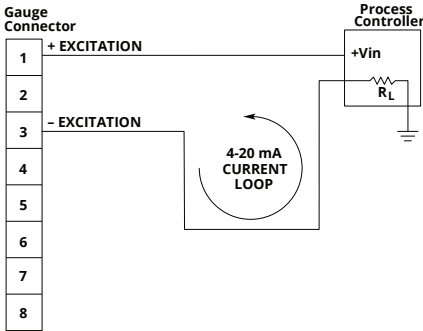 Gauge
Connector
Process
Controller
+ EXCITATION
1
+Vin
2
RL
– EXCITATION
3
4
4-20 mA
CURRENT
LOOP
5
6
7
8